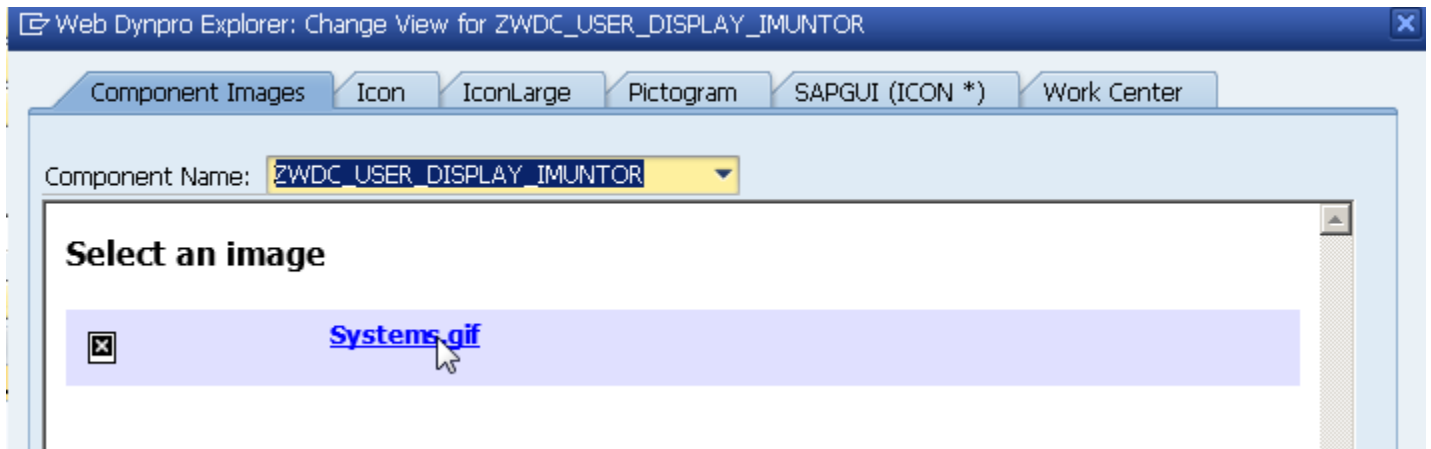 Web Dynpro Explorer: Change View for ZWDC_USER_DISPLAY_IMUNTOR
Component Images Icon IconLarge Pictogram SAPGUI (ICON *) Work Center
Component Name: ZWDC_USER_DISPLAY_IMUNTOR
Select an image
Systems.gif